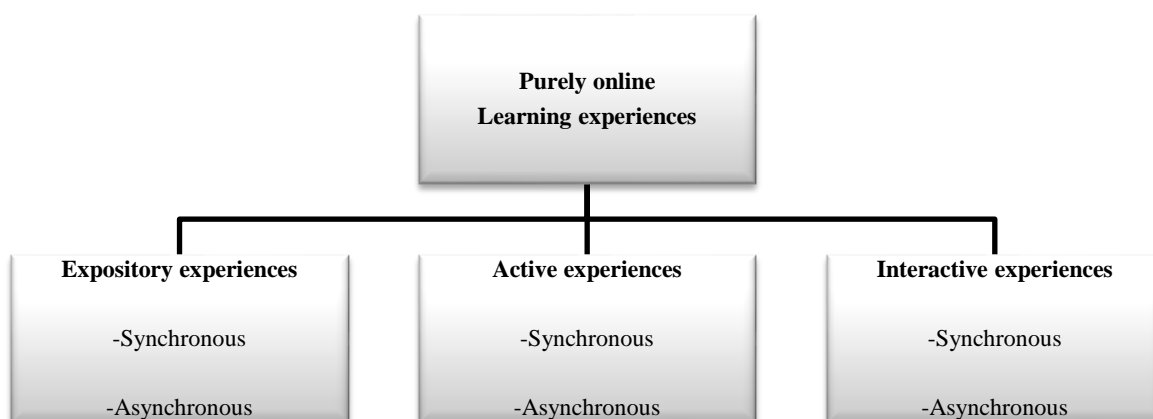 Purely online
Learning experiences
Expository experiences
-Synchronous
-Asynchronous
Active experiences
-Synchronous
-Asynchronous
Interactive experiences
-Synchronous
-Asynchronous